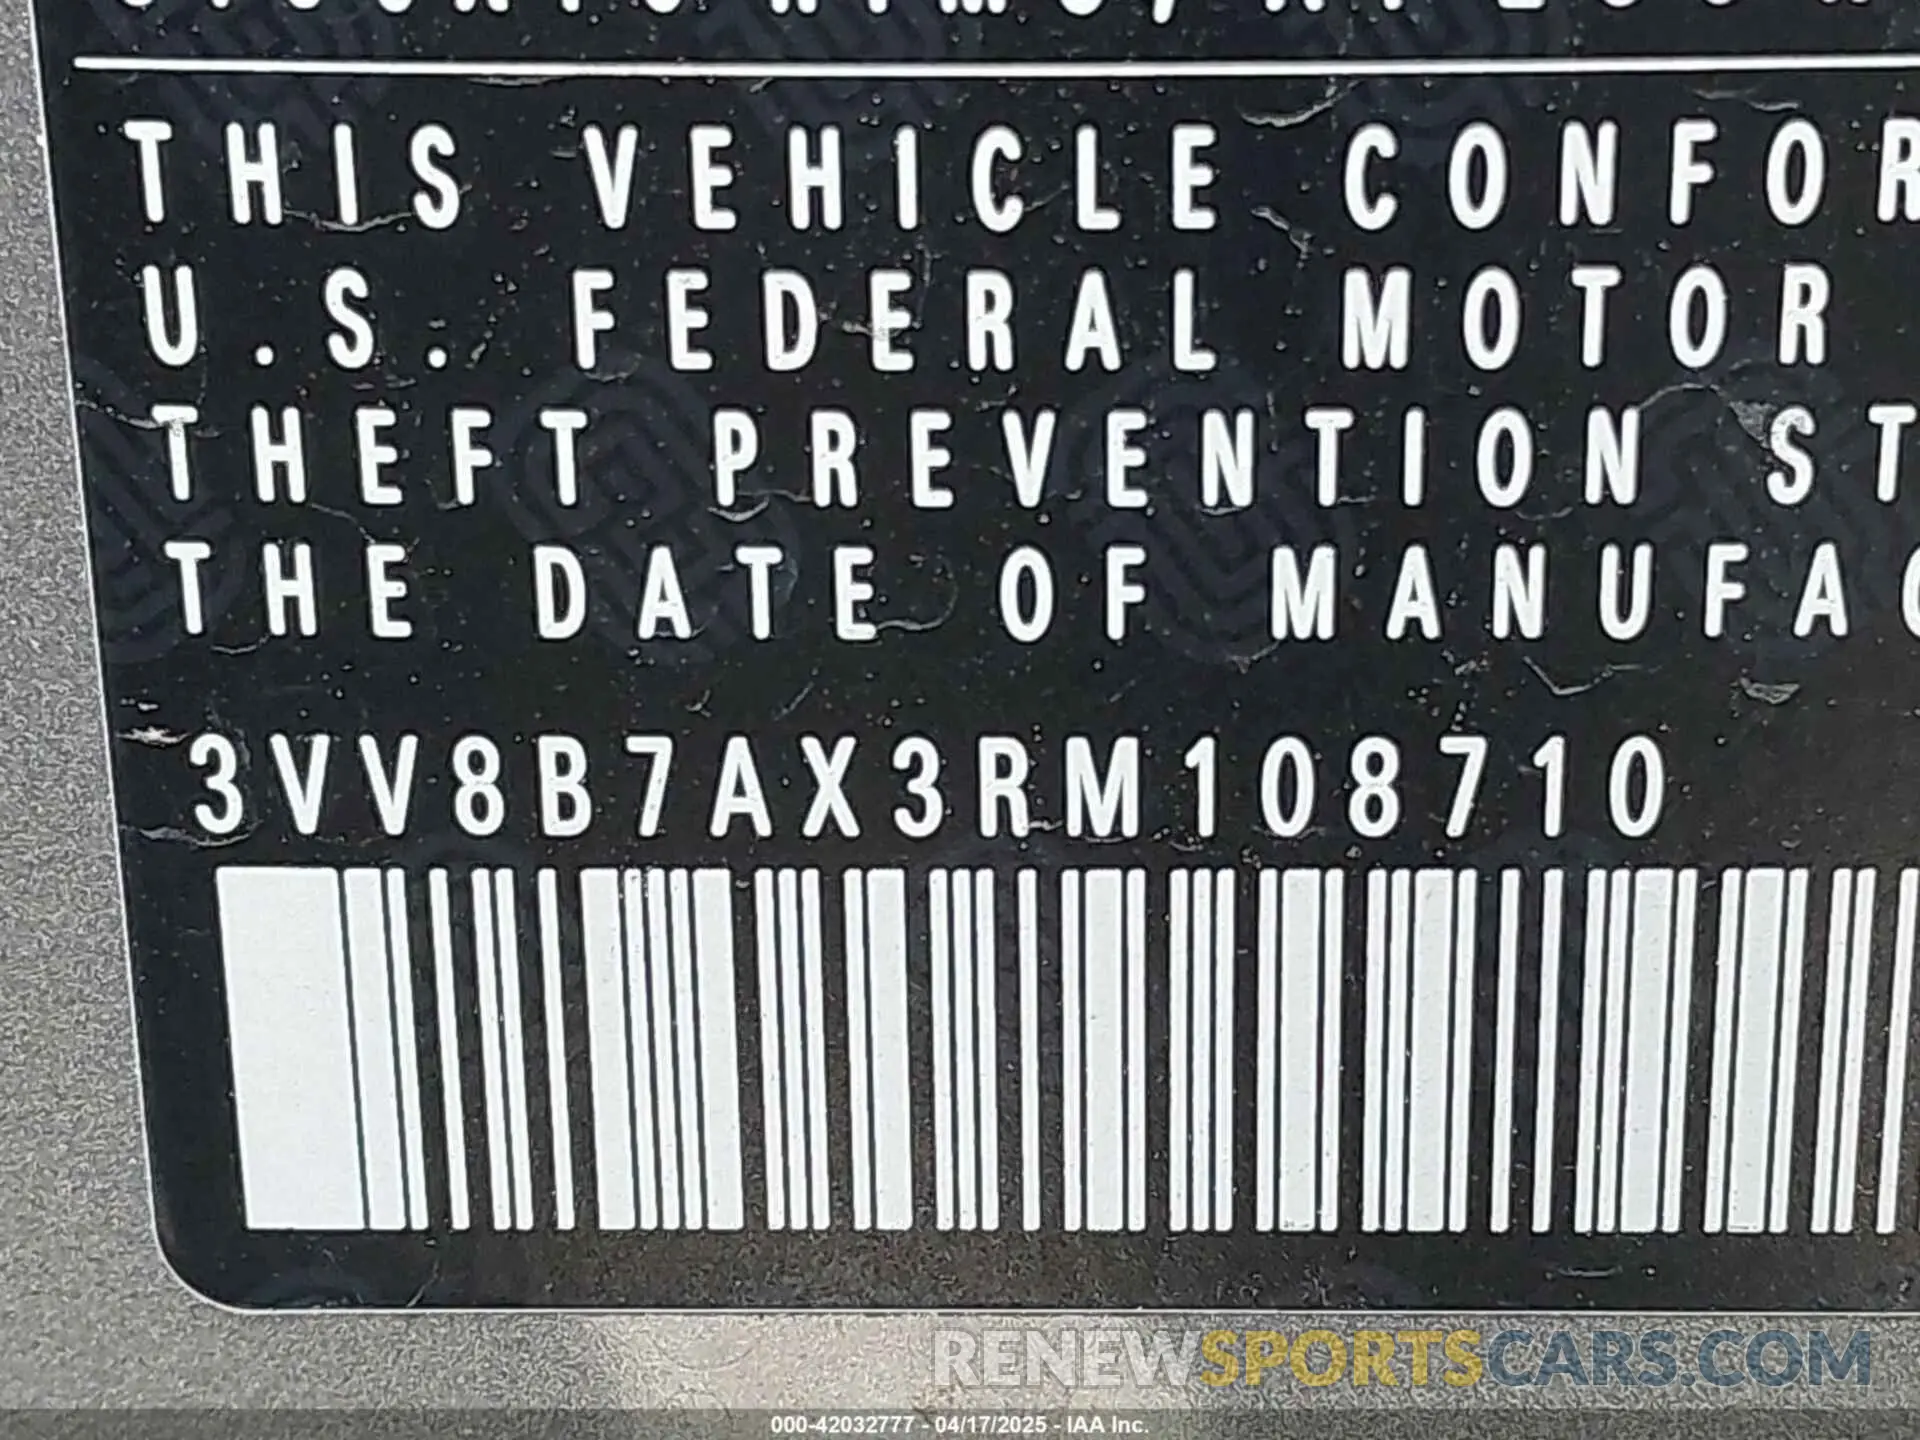 THIS VEHICLE CONFOR
U.S. FEDERAL MOTOR
THEFT PREVENTION ST
THE DATE OF MANUFAC
3VV8B7AX3RM108710
RENEWSPORTSCARS.COM
000-42032777 - 04/17/2025 - IAA Inc.